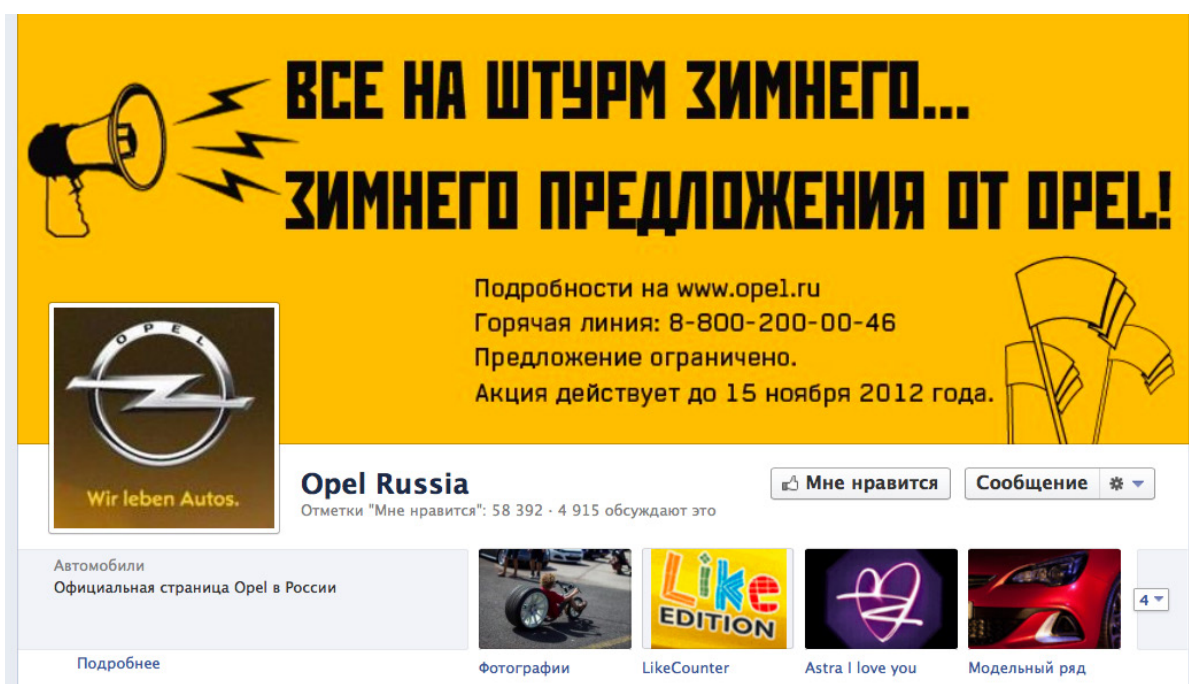 ВСЕ НА ШТУРМ ЗИМНЕГО...
ЗИМНЕГО ПРЕДЛОЖЕНИЯ ОТ OPEL!
Подробности на www.opel.ru
Горячая линия: 8-800-200-00-46
Предложение ограничено.
Акция действует до 15 ноября 2012 года.
OPEL
Wir leben Autos.
Opel Russia
Отметки "Мне нравится": 58 392 · 4 915 обсуждают это
Мне нравится
Сообщение
Автомобили
Официальная страница Opel в России
Подробнее
Like
EDITION
4
Фотографии
LikeCounter
Astra I love you
Модельный ряд